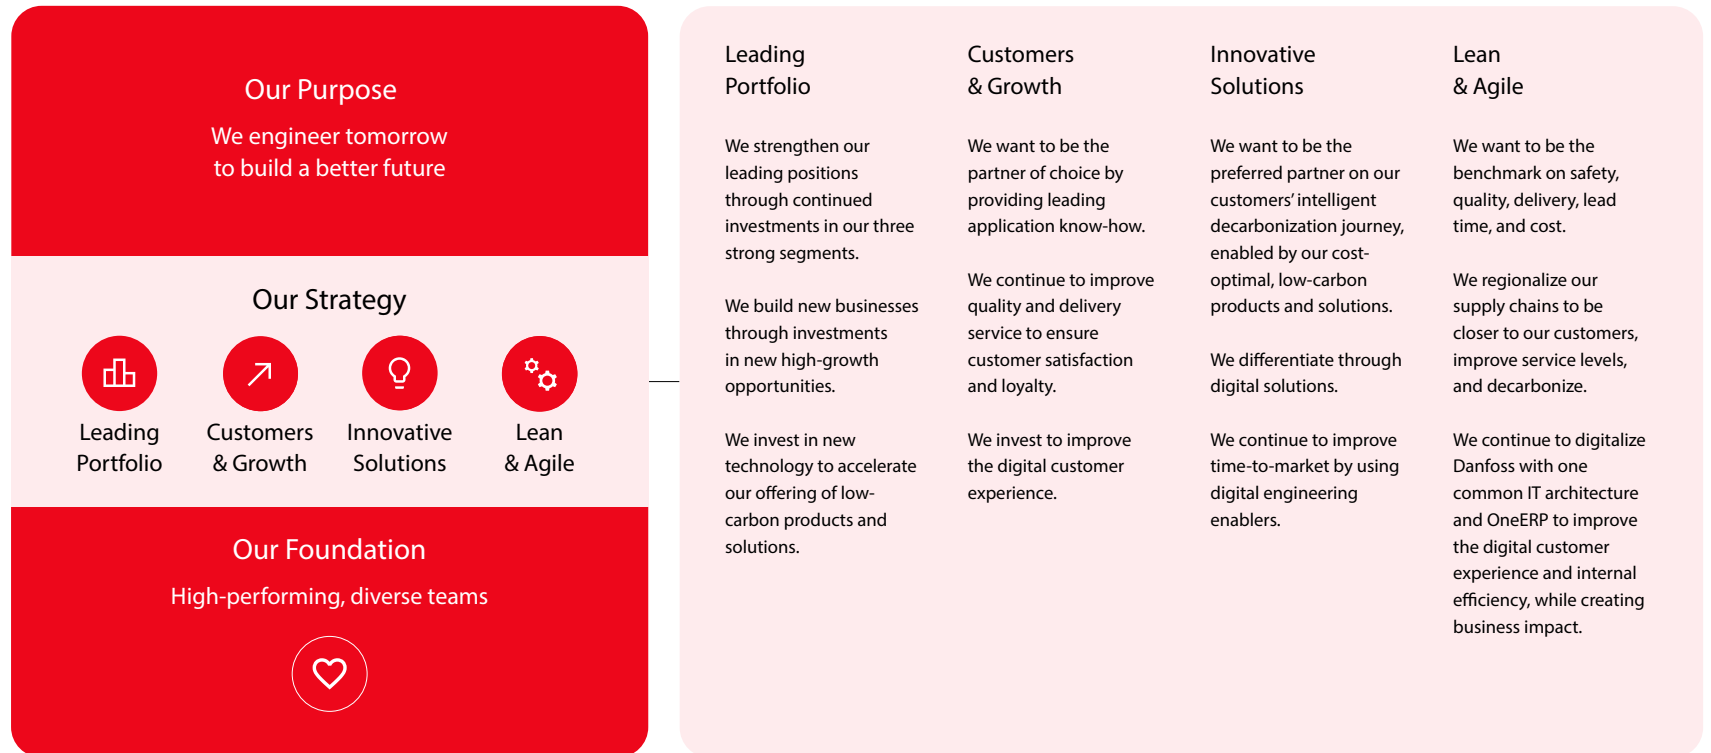 Our Purpose
We engineer tomorrow
to build a better future
Our Strategy
Leading
Portfolio
Customers
& Growth
Innovative
Solutions
Lean
& Agile
Our Foundation
High-performing, diverse teams
Leading
Portfolio
We strengthen our
leading positions
through continued
investments in our three
strong segments.
We build new businesses
through investments
in new high-growth
opportunities.
We invest in new
technology to accelerate
our offering of low-
carbon products and
solutions.
Customers
& Growth
We want to be the
partner of choice by
providing leading
application know-how.
We continue to improve
quality and delivery
service to ensure
customer satisfaction
and loyalty.
We invest to improve
the digital customer
experience.
Innovative
Solutions
We want to be the
preferred partner on our
customers’ intelligent
decarbonization journey,
enabled by our cost-
optimal, low-carbon
products and solutions.
We differentiate through
digital solutions.
We continue to improve
time-to-market by using
digital engineering
enablers.
Lean
& Agile
We want to be the
benchmark on safety,
quality, delivery, lead
time, and cost.
We regionalize our
supply chains to be
closer to our customers,
improve service levels,
and decarbonize.
We continue to digitalize
Danfoss with one
common IT architecture
and OneERP to improve
the digital customer
experience and internal
efficiency, while creating
business impact.